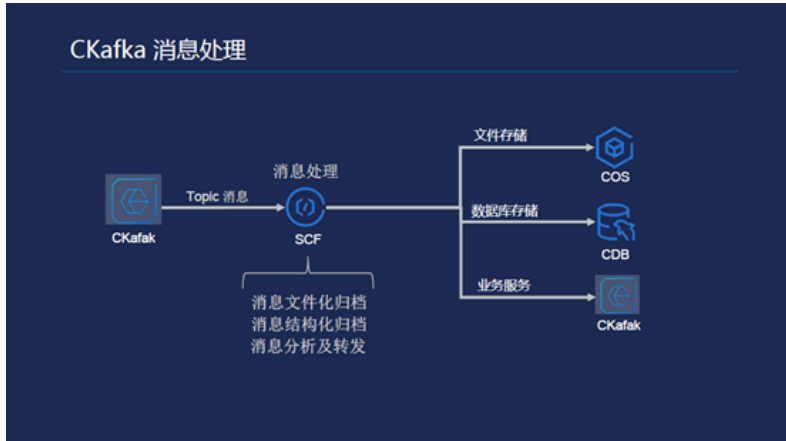 CKafka 消息处理
文件存储
COS
消息处理
Topic 消息
数据库存储
CKafak
SCF
CDB
业务服务
消息文件化归档
消息结构化归档
消息分析及转发
CKafak